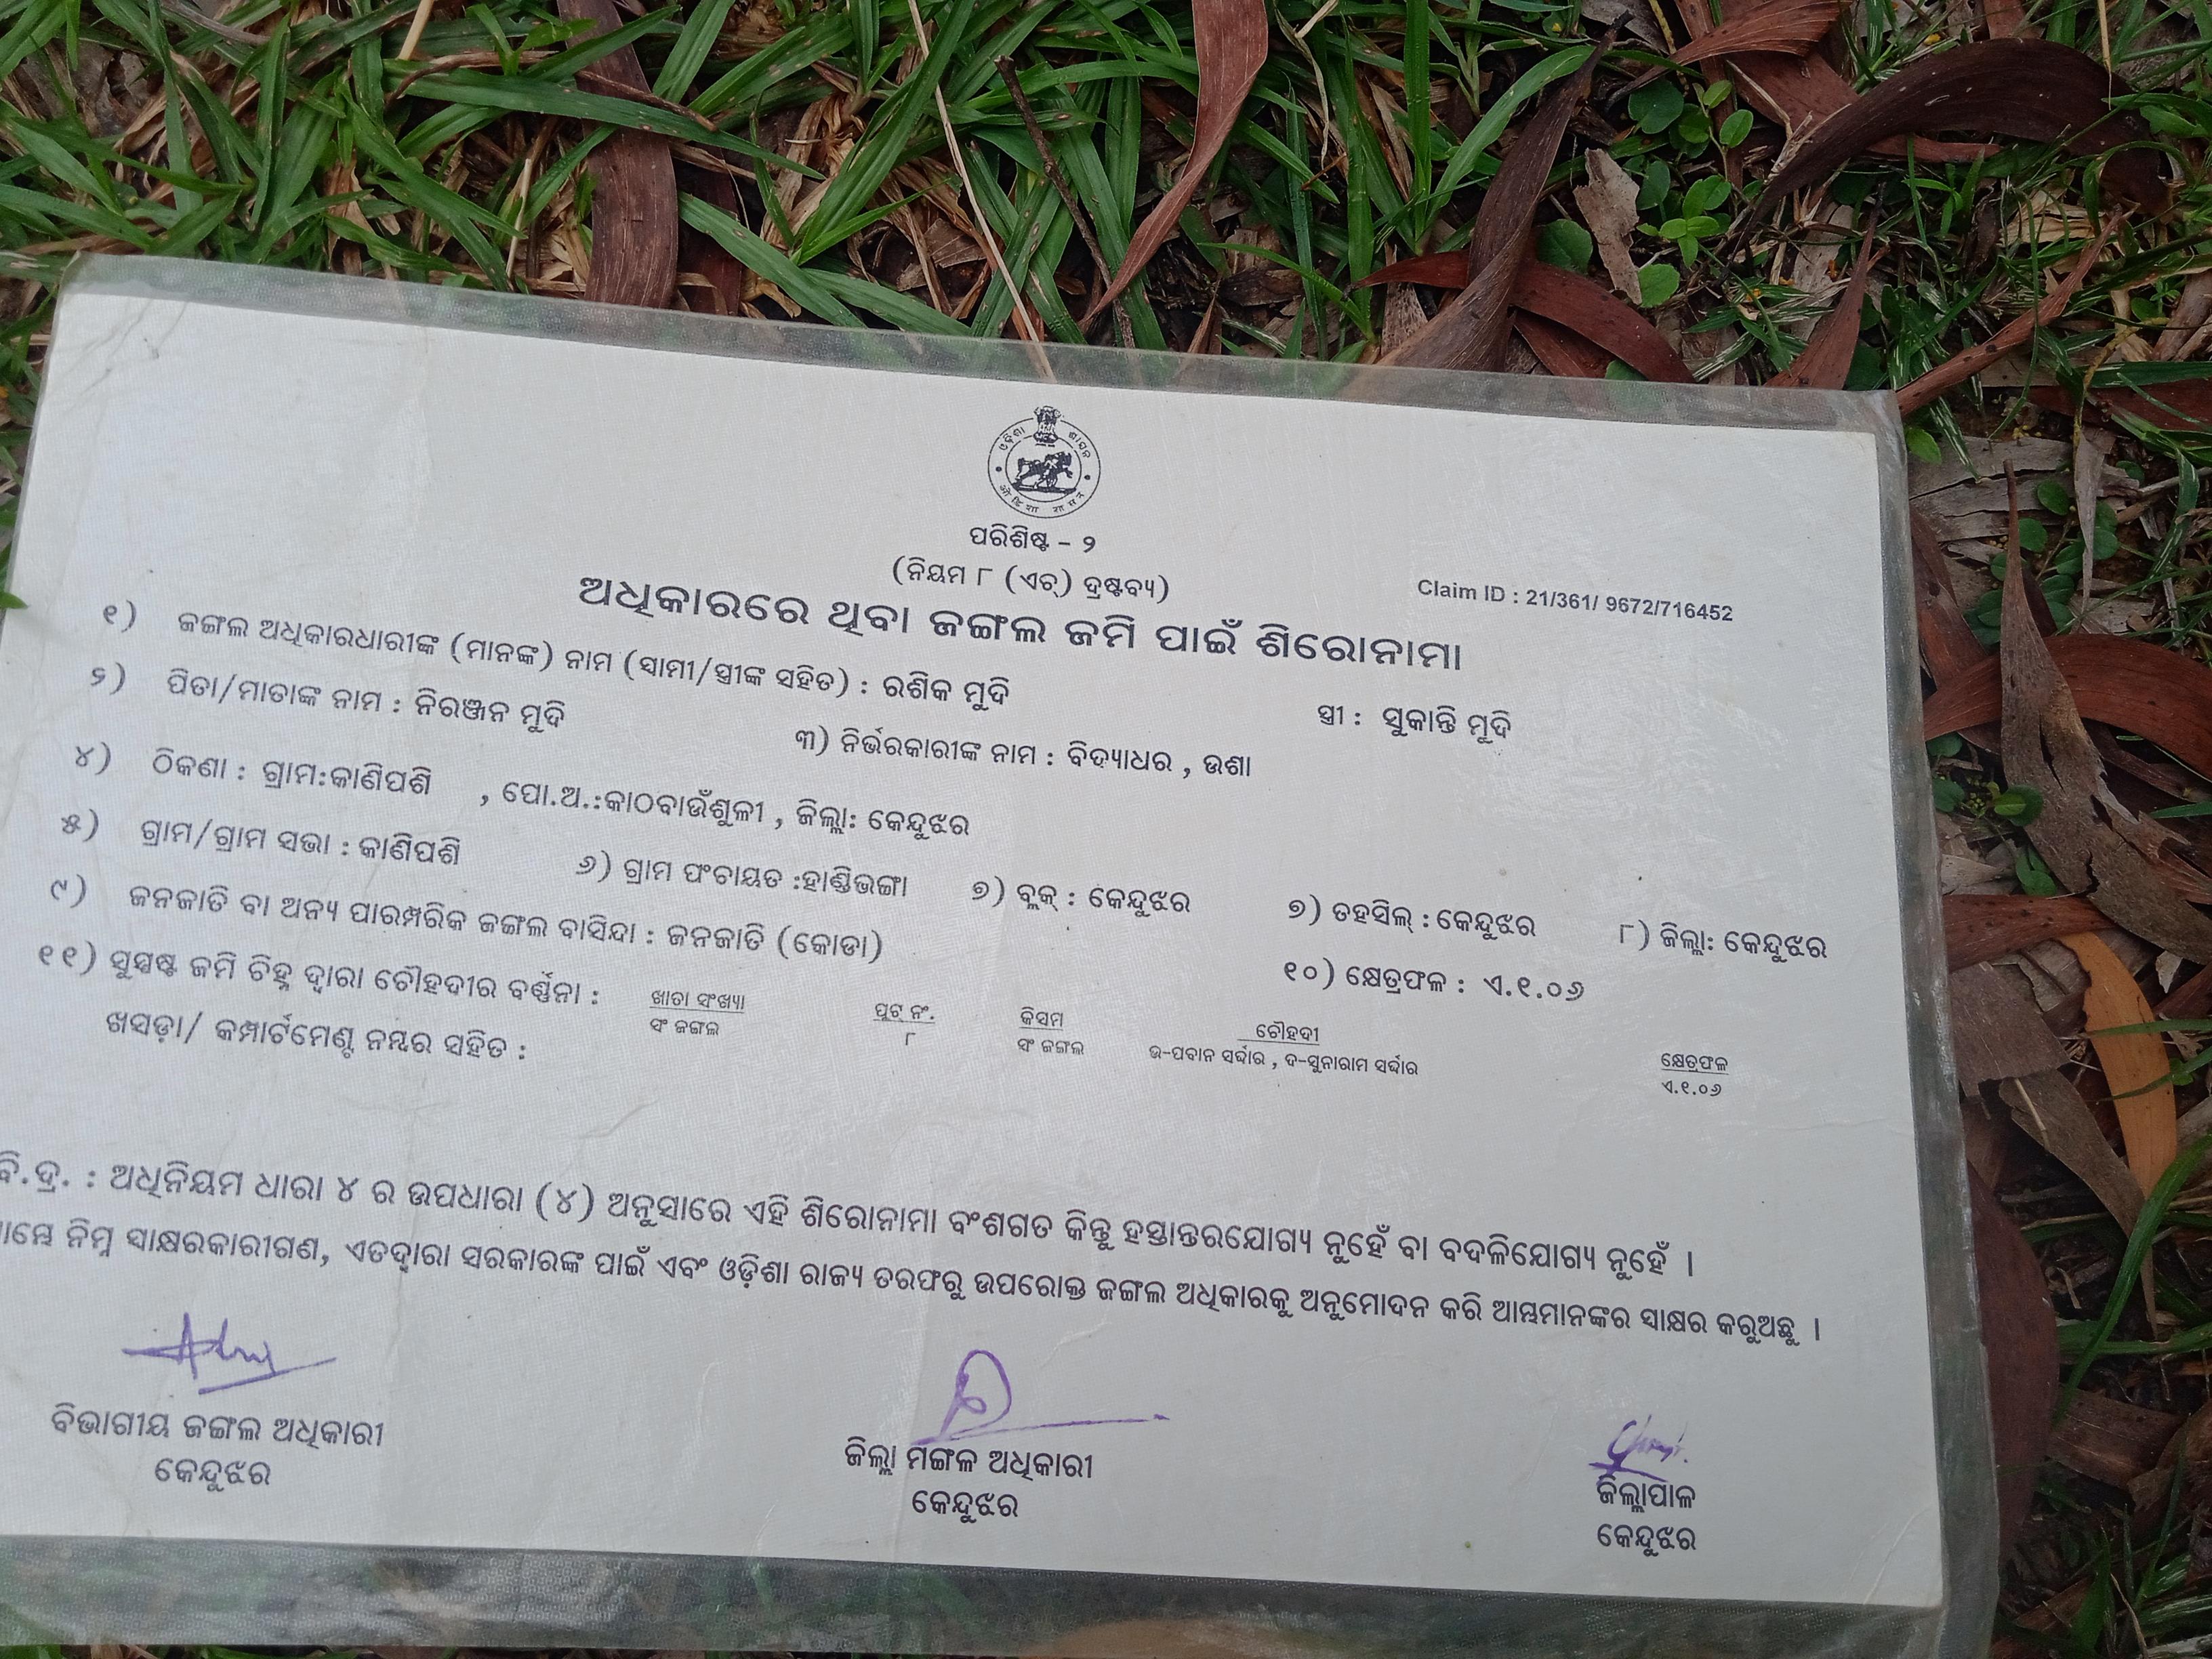 ଓଡ଼ିଶା ଶାସନ
ओडिशा शासन
ପରିଶିଷ୍ଟ – ୨
(ନିୟମ ୮ (ଏଚ୍) ଦ୍ରଷ୍ଟବ୍ୟ)
Claim ID : 21/361/ 9672/716452
ଅଧିକାରରେ ଥିବା ଜଙ୍ଗଲ ଜମି ପାଇଁ ଶିରୋନାମା
୧) ଜଙ୍ଗଲ ଅଧିକାରଧାରୀଙ୍କ (ମାନଙ୍କ) ନାମ (ସ୍ୱାମୀ/ସ୍ତ୍ରୀଙ୍କ ସହିତ) : ରଶିକ ମୁଦି ସ୍ତ୍ରୀ : ସୁକାନ୍ତି ମୁଦି
୨) ପିତା/ମାତାଙ୍କ ନାମ : ନିରଞ୍ଜନ ମୁଦି ୩) ନିର୍ଭରକାରୀଙ୍କ ନାମ : ବିଦ୍ୟାଧର , ଉଶା
୪) ଠିକଣା : ଗ୍ରାମ:କାଣିପଶି , ପୋ.ଅ.:କାଠବାଉଁଶୁଳୀ , ଜିଲ୍ଲା: କେନ୍ଦୁଝର
୫) ଗ୍ରାମ/ଗ୍ରାମ ସଭା : କାଣିପଶି ୬) ଗ୍ରାମ ପଂଚାୟତ :ହାଣ୍ଡିଭଙ୍ଗା ୭) ବ୍ଲକ୍ : କେନ୍ଦୁଝର ୭) ତହସିଲ୍ : କେନ୍ଦୁଝର ୮) ଜିଲ୍ଲା: କେନ୍ଦୁଝର
୯) ଜନଜାତି ବା ଅନ୍ୟ ପାରମ୍ପରିକ ଜଙ୍ଗଲ ବାସିନ୍ଦା : ଜନଜାତି (କୋଡା) ୧୦) କ୍ଷେତ୍ରଫଳ : ଏ.୧.୦୬
୧୧) ସୁସ୍ପଷ୍ଟ ଜମି ଚିହ୍ନ ଦ୍ୱାରା ଚୌହଦୀର ବର୍ଣ୍ଣନା : ଖାତା ସଂଖ୍ୟା ପ୍ଲଟ୍ ନଂ. କିସମ ଚୌହଦୀ କ୍ଷେତ୍ରଫଳ
ଖସଡ଼ା/ କମ୍ପାର୍ଟମେଣ୍ଟ ନମ୍ବର ସହିତ : ସଂ ଜଙ୍ଗଲ ୮ ସଂ ଜଙ୍ଗଲ ଉ-ପବାନ ସର୍ଦ୍ଦାର , ଦ-ସୁନାରାମ ସର୍ଦ୍ଦାର ଏ.୧.୦୬
ବି.ଦ୍ର. : ଅଧିନିୟମ ଧାରା ୪ ର ଉପଧାରା (୪) ଅନୁସାରେ ଏହି ଶିରୋନାମା ବଂଶଗତ କିନ୍ତୁ ହସ୍ତାନ୍ତରଯୋଗ୍ୟ ନୁହେଁ ବା ବଦଳିଯୋଗ୍ୟ ନୁହେଁ ।
ନିମ୍ନ ସାକ୍ଷରକାରୀଗଣ, ଏତଦ୍ୱାରା ସରକାରଙ୍କ ପାଇଁ ଏବଂ ଓଡ଼ିଶା ରାଜ୍ୟ ତରଫରୁ ଉପରୋକ୍ତ ଜଙ୍ଗଲ ଅଧିକାରକୁ ଅନୁମୋଦନ କରି ଆମ୍ଭମାନଙ୍କର ସାକ୍ଷର କରୁଅଛୁ ।
ବିଭାଗୀୟ ଜଙ୍ଗଲ ଅଧିକାରୀ
କେନ୍ଦୁଝର
ଜିଲ୍ଲା ମଙ୍ଗଳ ଅଧିକାରୀ
କେନ୍ଦୁଝର
ଜିଲ୍ଲାପାଳ
କେନ୍ଦୁଝର